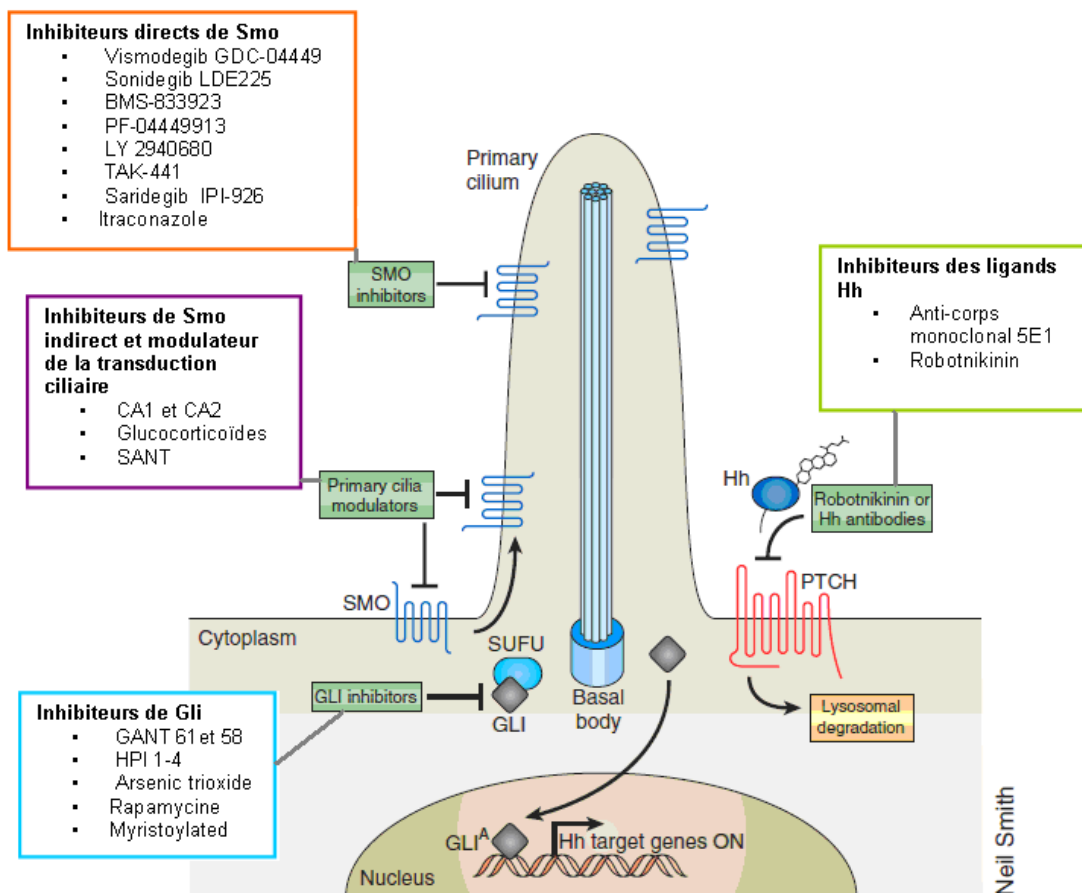 Inhibiteurs directs de Smo
▪ Vismodegib GDC-04449
▪ Sonidegib LDE225
▪ BMS-833923
▪ PF-04449913
▪ LY 2940680
▪ TAK-441
▪ Saridegib IPI-926
▪ Itraconazole
Primary
cilium
SMO
inhibitors
Inhibiteurs des ligands
Hh
▪ Anti-corps
monoclonal 5E1
▪ Robotnikinin
Inhibiteurs de Smo
indirect et modulateur
de la transduction
ciliaire
▪ CA1 et CA2
▪ Glucocorticoïdes
▪ SANT
Primary cilia
modulators
Hh
Robotnikinin or
Hh antibodies
SMO
PTCH
Cytoplasm
SUFU
GLI inhibitors
GLI
Basal
body
Lysosomal
degradation
Inhibiteurs de Gli
▪ GANT 61 et 58
▪ HPI 1-4
▪ Arsenic trioxide
▪ Rapamycine
▪ Myristoylated
GLIᴬ
Hh target genes ON
Nucleus
Neil Smith